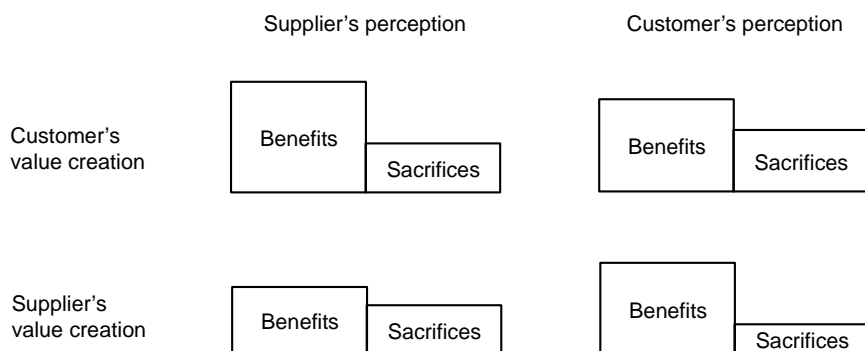 Supplier’s perception
Customer’s perception
Customer’s
value creation
Benefits
Sacrifices
Benefits
Sacrifices
Supplier’s
value creation
Benefits
Sacrifices
Benefits
Sacrifices